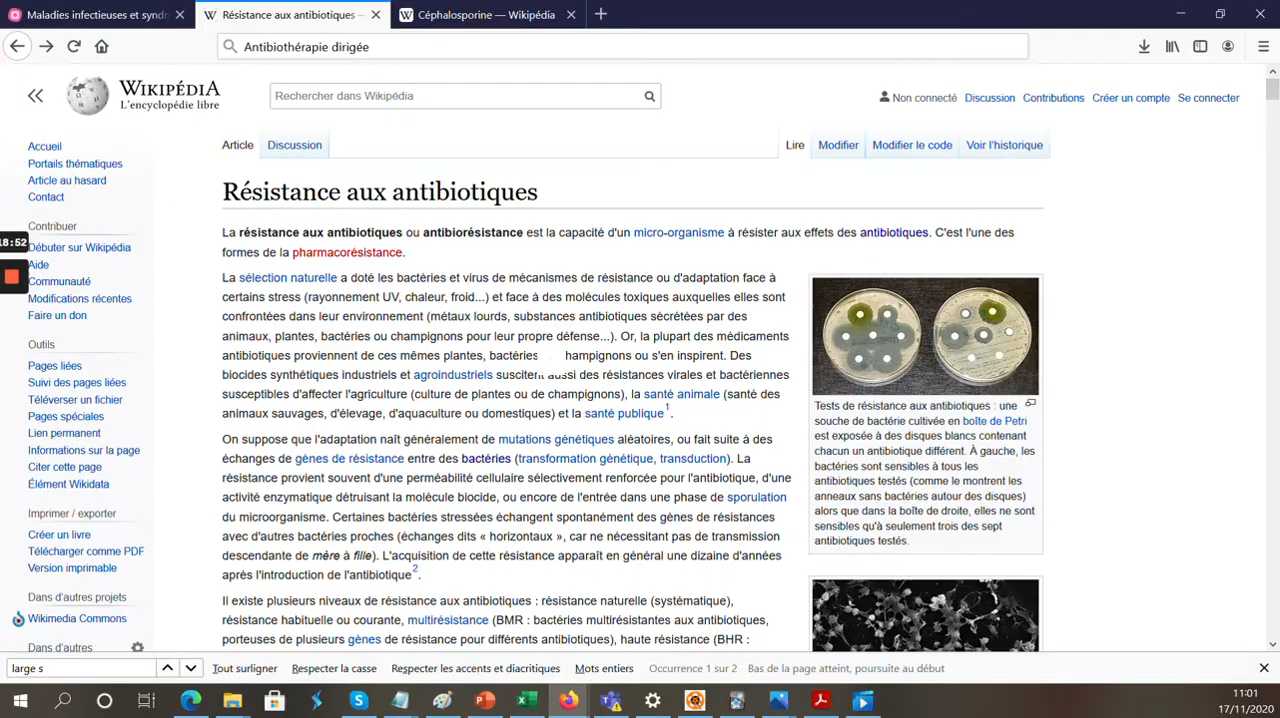 Maladies infectieuses et syndr
Résistance aux antibiotiques –
Céphalosporine — Wikipédia
Antibiothérapie dirigée
WIKIPÉDIA
L'encyclopédie libre
Rechercher dans Wikipédia
Non connecté Discussion Contributions Créer un compte Se connecter
Article Discussion
Lire Modifier Modifier le code Voir l'historique
Accueil
Portails thématiques
Article au hasard
Contact
Contribuer
18:52
Débuter sur Wikipédia
Aide
Communauté
Modifications récentes
Faire un don
Outils
Pages liées
Suivi des pages liées
Téléverser un fichier
Pages spéciales
Lien permanent
Informations sur la page
Citer cette page
Élément Wikidata
Imprimer / exporter
Créer un livre
Télécharger comme PDF
Version imprimable
Dans d'autres projets
Wikimedia Commons
Dans d'autres
Résistance aux antibiotiques
La résistance aux antibiotiques ou antibiorésistance est la capacité d'un micro-organisme à résister aux effets des antibiotiques. C'est l'une des
formes de la pharmacorésistance.
La sélection naturelle a doté les bactéries et virus de mécanismes de résistance ou d'adaptation face à
certains stress (rayonnement UV, chaleur, froid...) et face à des molécules toxiques auxquelles elles sont
confrontées dans leur environnement (métaux lourds, substances antibiotiques sécrétées par des
animaux, plantes, bactéries ou champignons pour leur propre défense...). Or, la plupart des médicaments
antibiotiques proviennent de ces mêmes plantes, bactéries hampignons ou s'en inspirent. Des
biocides synthétiques industriels et agroindustriels suscitent aussi des résistances virales et bactériennes
susceptibles d'affecter l'agriculture (culture de plantes ou de champignons), la santé animale (santé des
animaux sauvages, d'élevage, d'aquaculture ou domestiques) et la santé publique1.
On suppose que l'adaptation naît généralement de mutations génétiques aléatoires, ou fait suite à des
échanges de gènes de résistance entre des bactéries (transformation génétique, transduction). La
résistance provient souvent d'une perméabilité cellulaire sélectivement renforcée pour l'antibiotique, d'une
activité enzymatique détruisant la molécule biocide, ou encore de l'entrée dans une phase de sporulation
du microorganisme. Certaines bactéries stressées échangent spontanément des gènes de résistances
avec d'autres bactéries proches (échanges dits « horizontaux », car ne nécessitant pas de transmission
descendante de mère à fille). L'acquisition de cette résistance apparaît en général une dizaine d'années
après l'introduction de l'antibiotique2.
Il existe plusieurs niveaux de résistance aux antibiotiques : résistance naturelle (systématique),
résistance habituelle ou courante, multirésistance (BMR : bactéries multirésistantes aux antibiotiques,
porteuses de plusieurs gènes de résistance pour différents antibiotiques), haute résistance (BHR :
Tests de résistance aux antibiotiques : une
souche de bactérie cultivée en boîte de Petri
est exposée à des disques blancs contenant
chacun un antibiotique différent. À gauche, les
bactéries sont sensibles à tous les
antibiotiques testés (comme le montrent les
anneaux sans bactéries autour des disques)
alors que dans la boîte de droite, elles ne sont
sensibles qu'à seulement trois des sept
antibiotiques testés.
large s
Tout surligner Respecter la casse Respecter les accents et diacritiques Mots entiers Occurrence 1 sur 2 Bas de la page atteint, poursuite au début
11:01
17/11/2020